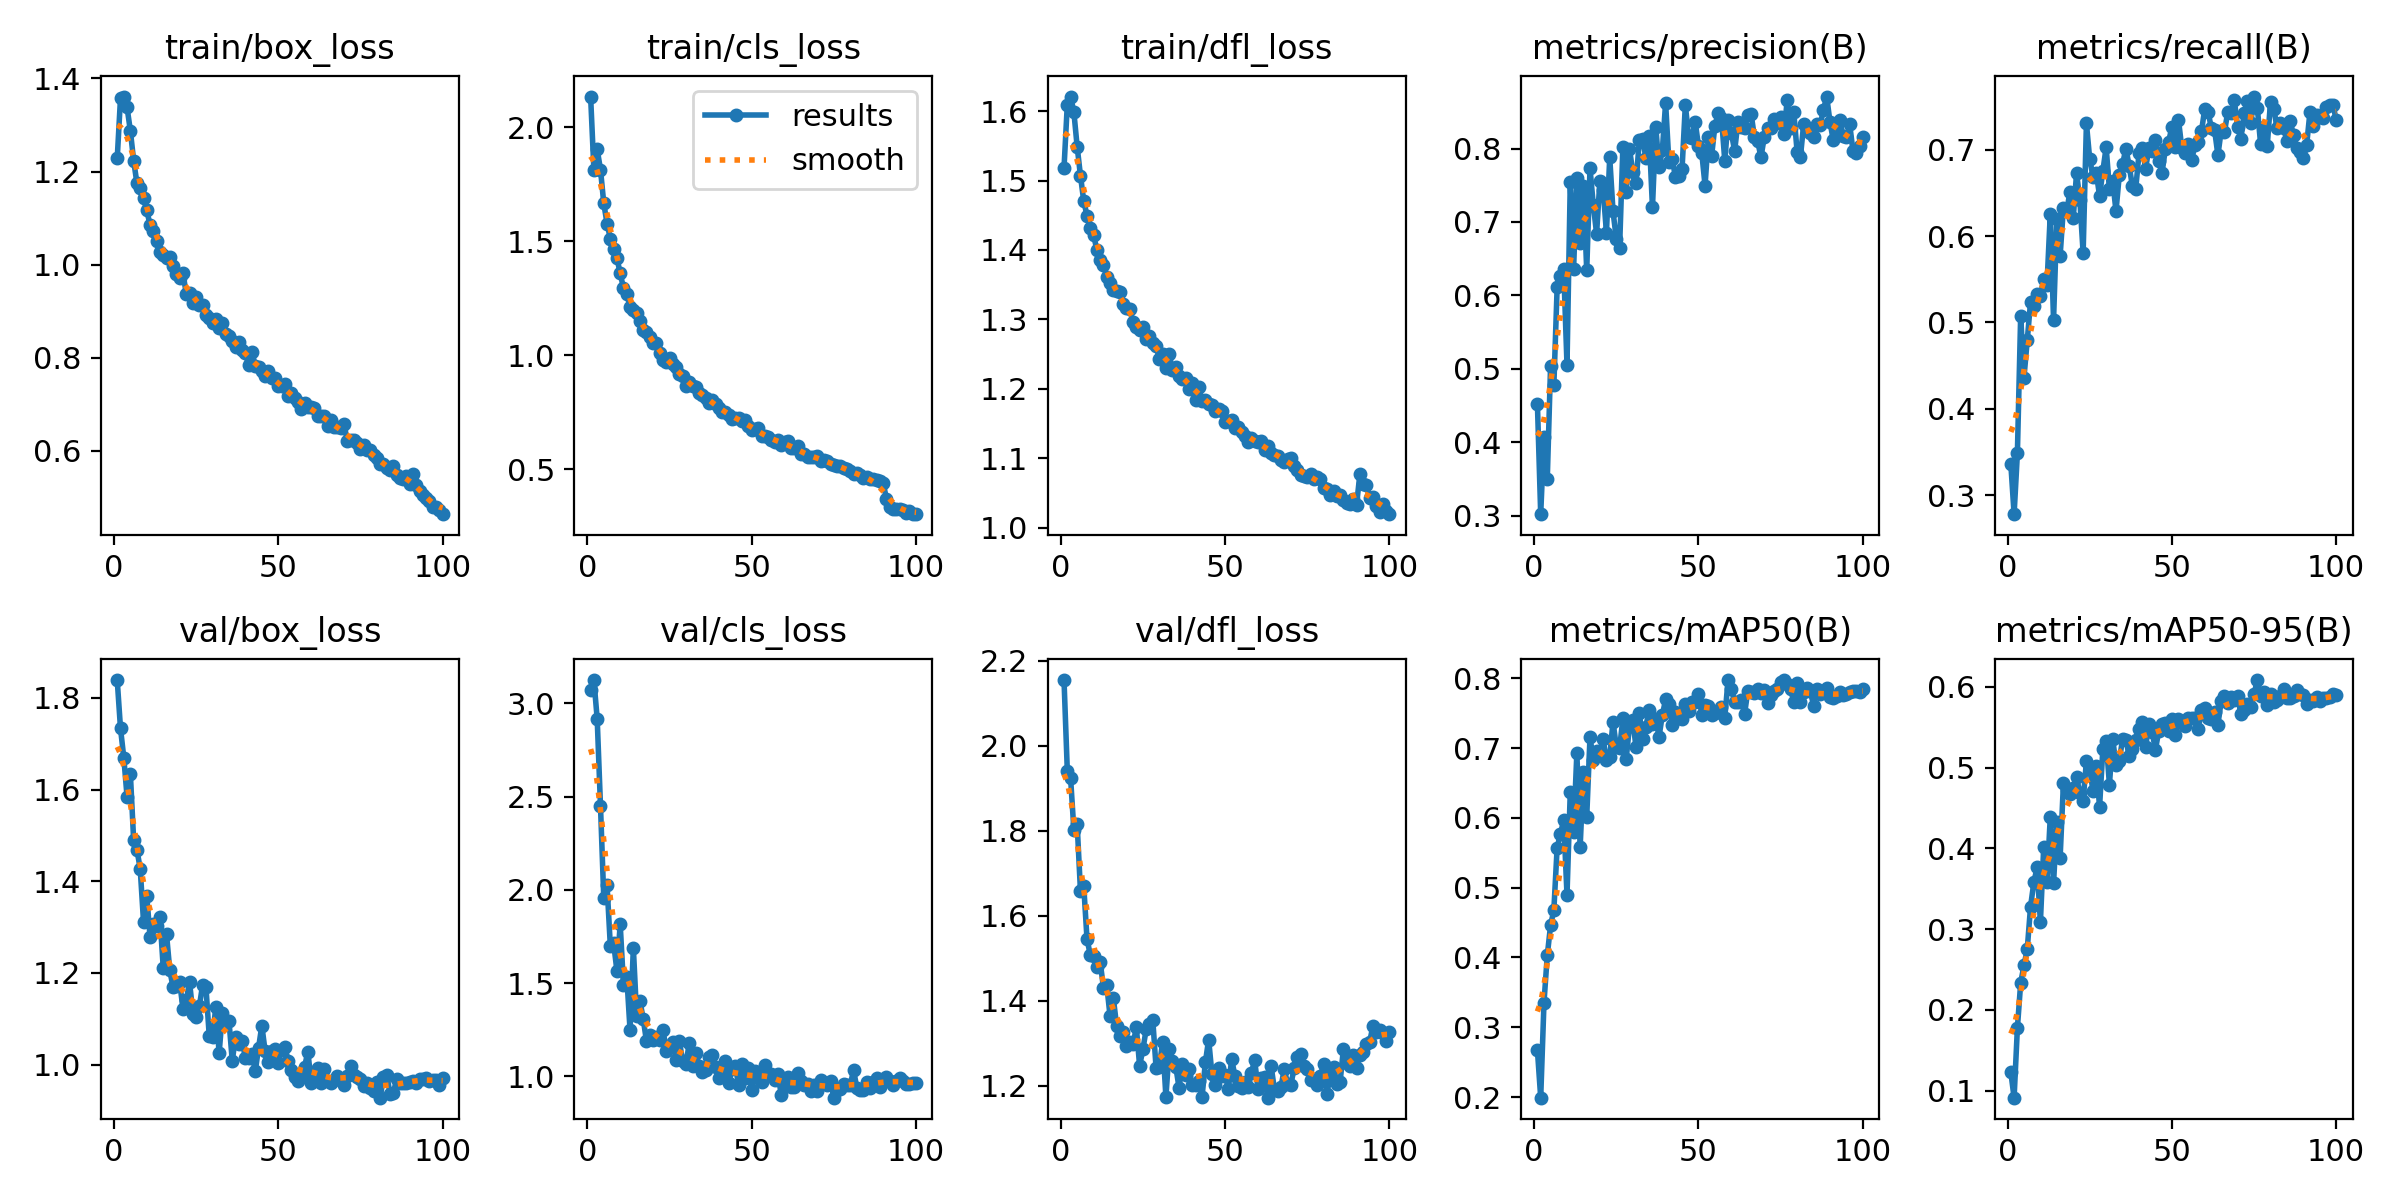 train/box_loss
1.4
1.2
1.0
0.8
0.6
0 50 100
train/cls_loss
results
smooth
2.0
1.5
1.0
0.5
0 50 100
train/dfl_loss
1.6
1.5
1.4
1.3
1.2
1.1
1.0
0 50 100
metrics/precision(B)
0.8
0.7
0.6
0.5
0.4
0.3
0 50 100
metrics/recall(B)
0.7
0.6
0.5
0.4
0.3
0 50 100
val/box_loss
1.8
1.6
1.4
1.2
1.0
0 50 100
val/cls_loss
3.0
2.5
2.0
1.5
1.0
0 50 100
val/dfl_loss
2.2
2.0
1.8
1.6
1.4
1.2
0 50 100
metrics/mAP50(B)
0.8
0.7
0.6
0.5
0.4
0.3
0.2
0 50 100
metrics/mAP50-95(B)
0.6
0.5
0.4
0.3
0.2
0.1
0 50 100